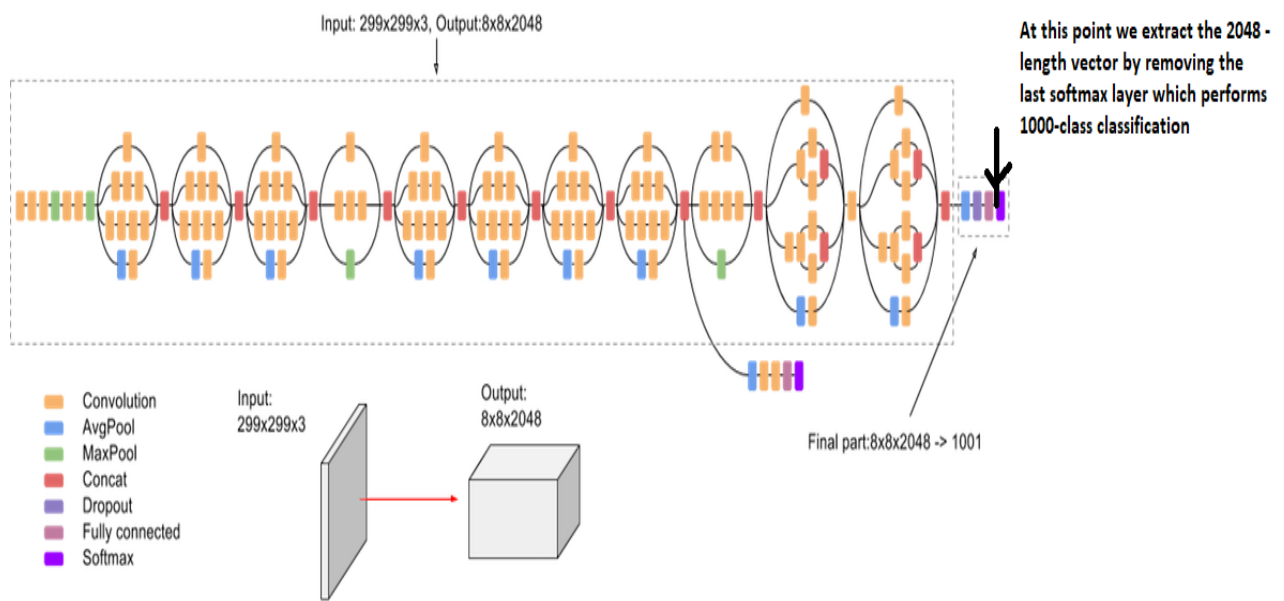 Input: 299x299x3, Output:8x8x2048
At this point we extract the 2048 -
length vector by removing the
last softmax layer which performs
1000-class classification
Convolution
AvgPool
MaxPool
Concat
Dropout
Fully connected
Softmax
Input:
299x299x3
Output:
8x8x2048
Final part:8x8x2048 -> 1001